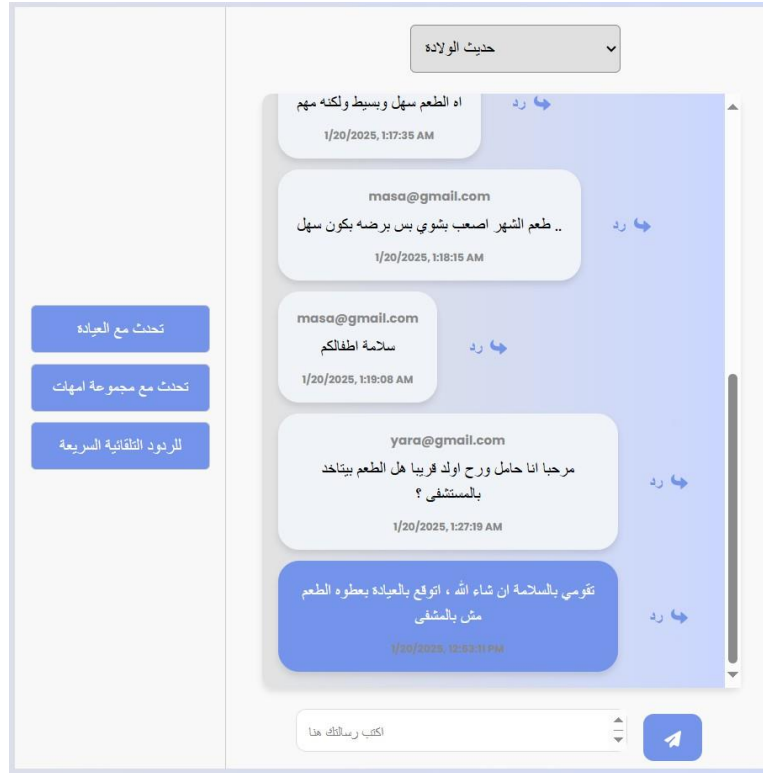 حديث الولادة
اه الطعم سهل وبسيط ولكنه مهم
رد
1/20/2025, 1:17:35 AM
masa@gmail.com
.. طعم الشهر اصعب بشوي بس برضه بكون سهل
رد
1/20/2025, 1:18:15 AM
masa@gmail.com
سلامة اطفالكم
رد
1/20/2025, 1:19:08 AM
yara@gmail.com
مرحبا انا حامل ورح اولد قريبا هل الطعم بيتاخد
بالمستشفى ؟
رد
1/20/2025, 1:27:19 AM
تقومي بالسلامة ان شاء الله ، اتوقع بالعيادة بعطوه الطعم
مش بالمشفى
رد
1/20/2025, 12:53:11 PM
اكتب رسالتك هنا
تحدث مع العيادة
تحدث مع مجموعة امهات
للردود التلقائية السريعة